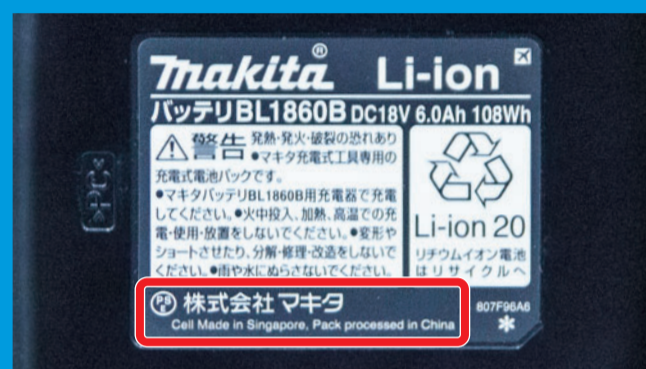 makita® Li-ion
バッテリBL1860B DC18V 6.0Ah 108Wh
警告 発熱・発火・破裂の恐れあり
●マキタ充電式工具専用の
充電式電池パックです。
●マキタバッテリBL1860B用充電器で充電
してください。●火中投入、加熱、高温での充
電・使用・放置をしないでください。●変形や
ショートさせたり、分解・修理・改造をしないで
ください。●雨や水にぬらさないでください。
Li-ion 20
リチウムイオン電池
はリサイクルへ
PS E 株式会社マキタ
Cell Made in Singapore, Pack processed in China
807F96A6
*
>PC<